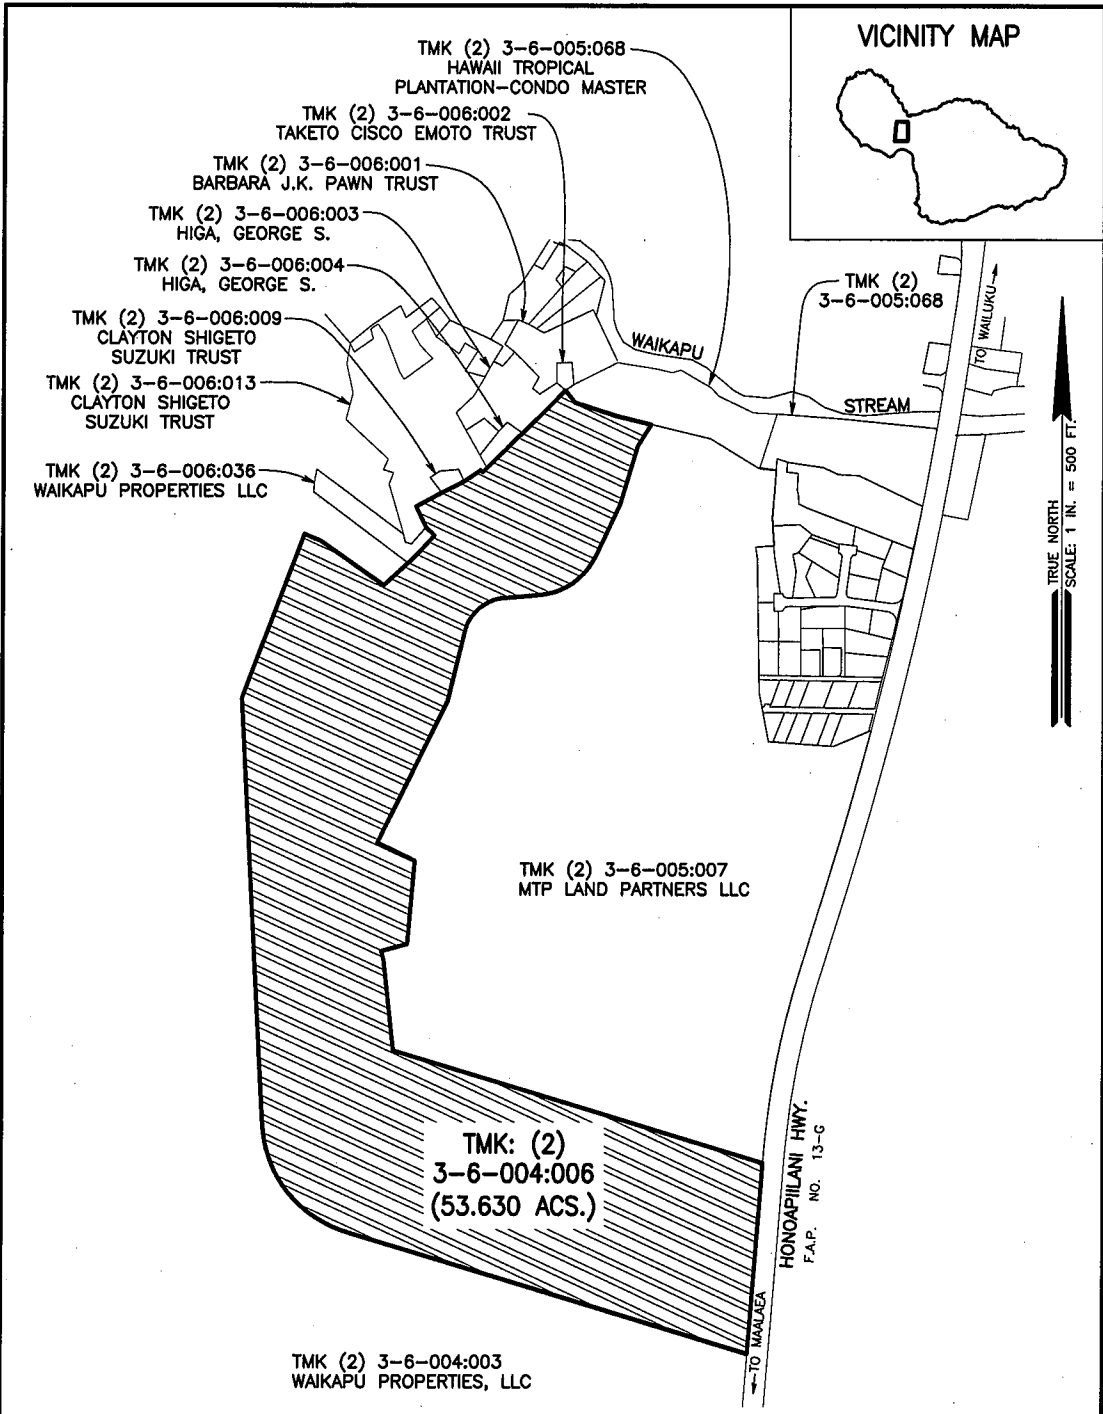 VICINITY MAP
TMK (2) 3-6-005:068
HAWAII TROPICAL
PLANTATION-CONDO MASTER
TMK (2) 3-6-006:002
TAKETO CISCO EMOTO TRUST
TMK (2) 3-6-006:001
BARBARA J.K. PAWN TRUST
TMK (2) 3-6-006:003
HIGA, GEORGE S.
TMK (2) 3-6-006:004
HIGA, GEORGE S.
TMK (2) 3-6-006:009
CLAYTON SHIGETO
SUZUKI TRUST
TMK (2) 3-6-006:013
CLAYTON SHIGETO
SUZUKI TRUST
TMK (2) 3-6-006:036
WAIKAPU PROPERTIES LLC
TMK (2)
3-6-005:068
WAIKAPU
STREAM
TO WAILUKU
TRUE NORTH
SCALE: 1 IN. = 500 FT.
TMK (2) 3-6-005:007
MTP LAND PARTNERS LLC
TMK: (2)
3-6-004:006
(53.630 ACS.)
HONOAPIILANI HWY.
F.A.P. NO. 13-G
TO MAALAEA
TMK (2) 3-6-004:003
WAIKAPU PROPERTIES, LLC